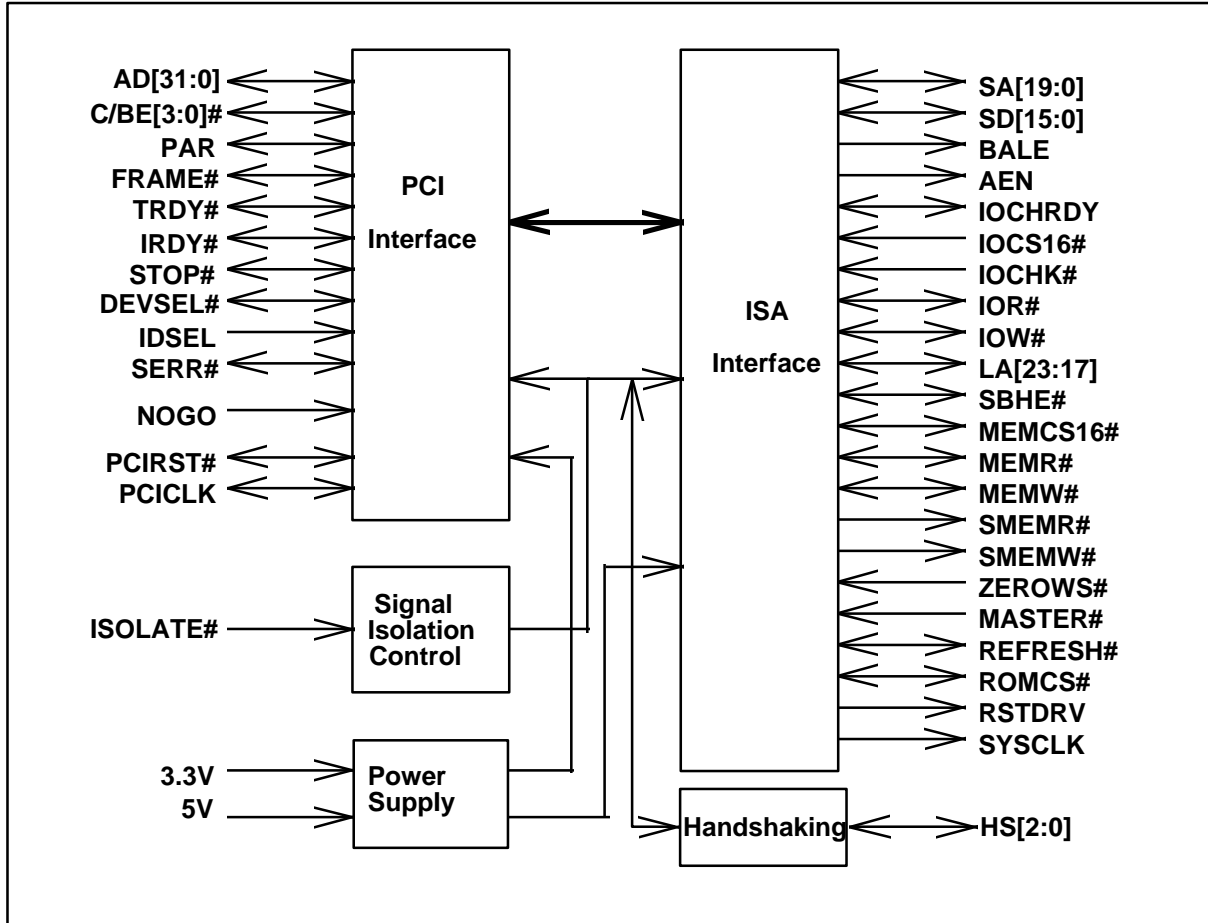 AD[31:0]
C/BE[3:0]#
PAR
FRAME#
TRDY#
IRDY#
STOP#
DEVSEL#
IDSEL
SERR#
NOGO
PCIRST#
PCICLK
PCI
Interface
ISOLATE#
Signal
Isolation
Control
3.3V
5V
Power
Supply
ISA
Interface
Handshaking
SA[19:0]
SD[15:0]
BALE
AEN
IOCHRDY
IOCS16#
IOCHK#
IOR#
IOW#
LA[23:17]
SBHE#
MEMCS16#
MEMR#
MEMW#
SMEMR#
SMEMW#
ZEROWS#
MASTER#
REFRESH#
ROMCS#
RSTDRV
SYSCLK
HS[2:0]